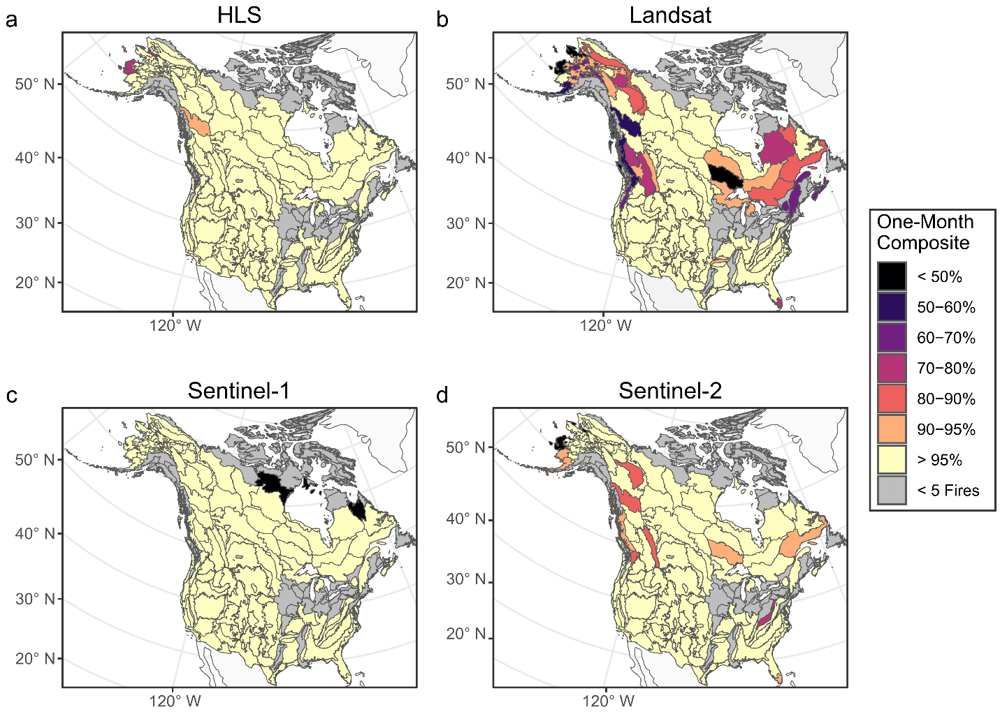 a
HLS
50° N
40° N
30° N
20° N
120° W
b
Landsat
50° N
40° N
30° N
20° N
120° W
c
Sentinel-1
50° N
40° N
30° N
20° N
120° W
d
Sentinel-2
50° N
40° N
30° N
20° N
120° W
One-Month
Composite
< 50%
50−60%
60−70%
70−80%
80−90%
90−95%
> 95%
< 5 Fires